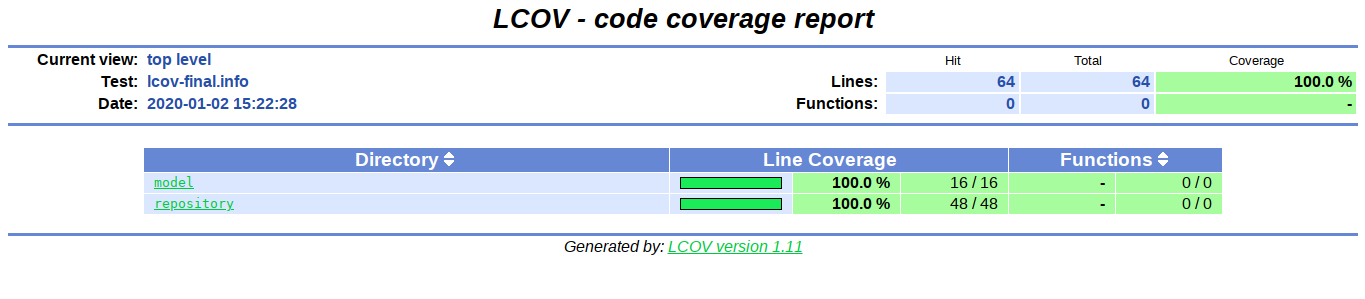 LCOV - code coverage report
Current view: top level Hit Total Coverage
Test: lcov-final.info Lines: 64 64 100.0 %
Date: 2020-01-02 15:22:28 Functions: 0 0 -
Directory Line Coverage Functions
model 100.0 % 16 / 16 - 0 / 0
repository 100.0 % 48 / 48 - 0 / 0
Generated by: LCOV version 1.11